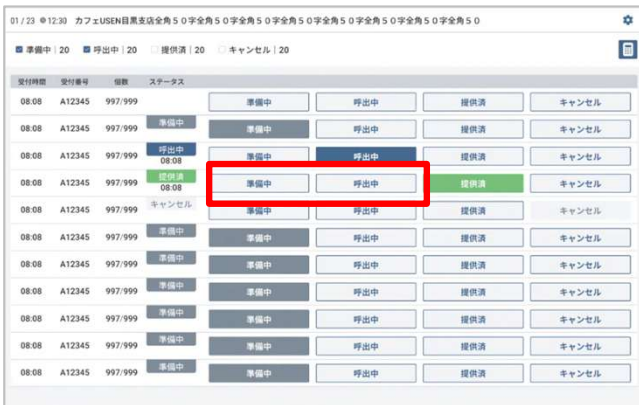 01 / 23 12:30 カフェUSEN目黒支店全角５０字全角５０字全角５０字全角５０字全角５０字全角５０字全角５０
準備中 | 20 呼出中 | 20 提供済 | 20 キャンセル | 20
受付時間 受付番号 個数 ステータス
08:08 A12345 997/999 準備中 呼出中 提供済 キャンセル
08:08 A12345 997/999 準備中 準備中 呼出中 提供済 キャンセル
08:08 A12345 997/999 呼出中 08:08 準備中 呼出中 提供済 キャンセル
08:08 A12345 997/999 提供済 08:08 準備中 呼出中 提供済 キャンセル
08:08 A12345 997/999 キャンセル 準備中 呼出中 提供済 キャンセル
08:08 A12345 997/999 準備中 準備中 呼出中 提供済 キャンセル
08:08 A12345 997/999 準備中 準備中 呼出中 提供済 キャンセル
08:08 A12345 997/999 準備中 準備中 呼出中 提供済 キャンセル
08:08 A12345 997/999 準備中 準備中 呼出中 提供済 キャンセル
08:08 A12345 997/999 準備中 準備中 呼出中 提供済 キャンセル
08:08 A12345 997/999 準備中 準備中 呼出中 提供済 キャンセル